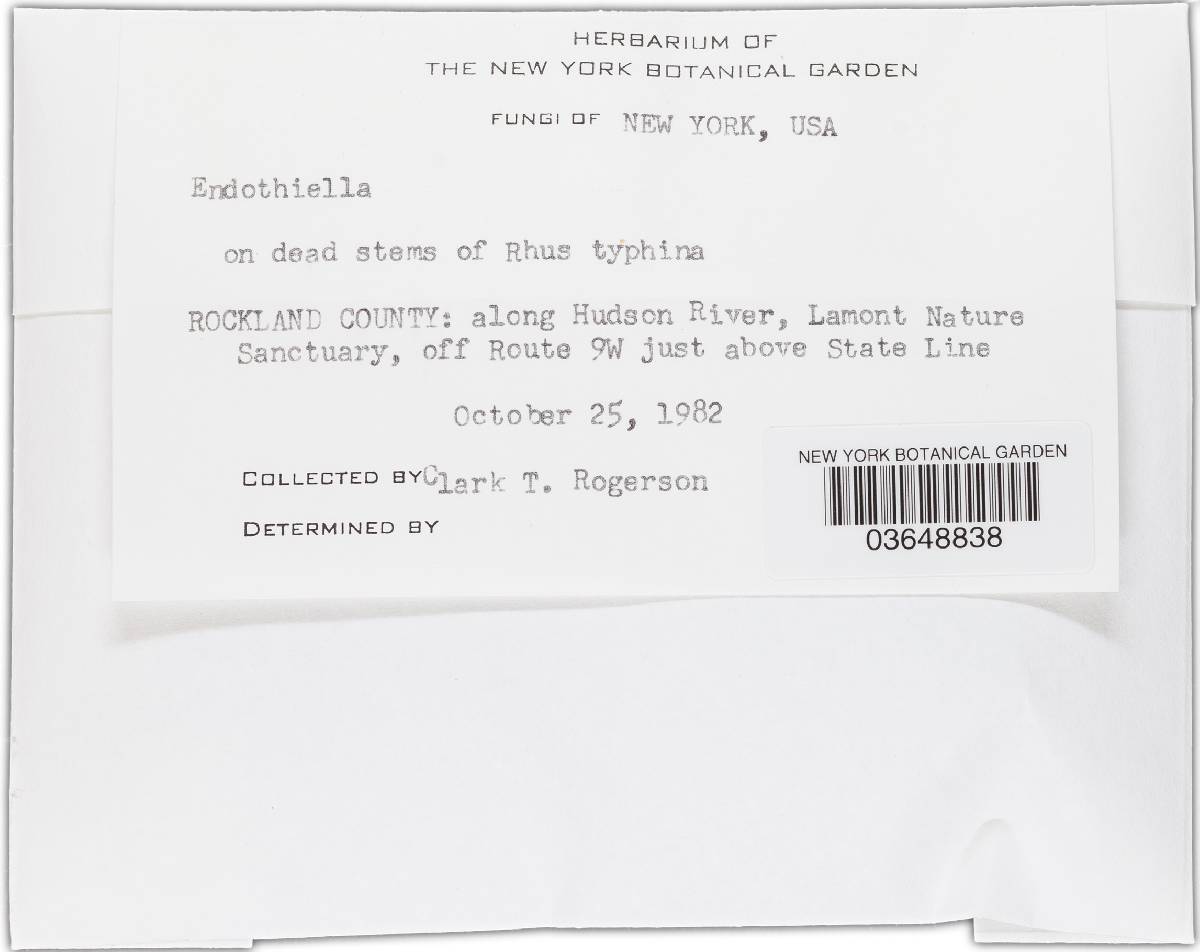 HERBARIUM OF
THE NEW YORK BOTANICAL GARDEN
FUNGI OF NEW YORK, USA
Endothiella
on dead stems of Rhus typhina
ROCKLAND COUNTY: along Hudson River, Lamont Nature
Sanctuary, off Route 9W just above State Line
October 25, 1982
COLLECTED BY Clark T. Rogerson
DETERMINED BY
NEW YORK BOTANICAL GARDEN
03648838